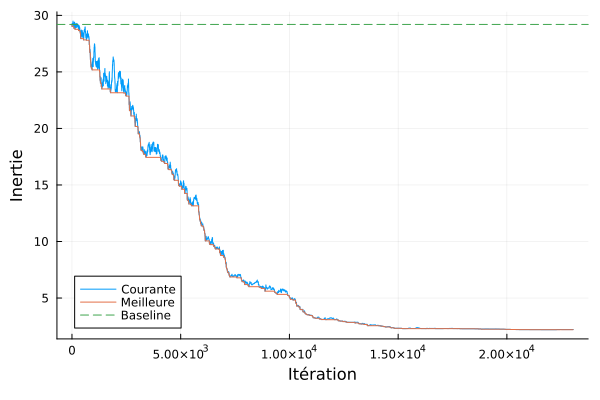 30
25
20
15
10
5
Inertie
Courante
Meilleure
Baseline
0
5.00×10³
1.00×10⁴
1.50×10⁴
2.00×10⁴
Itération